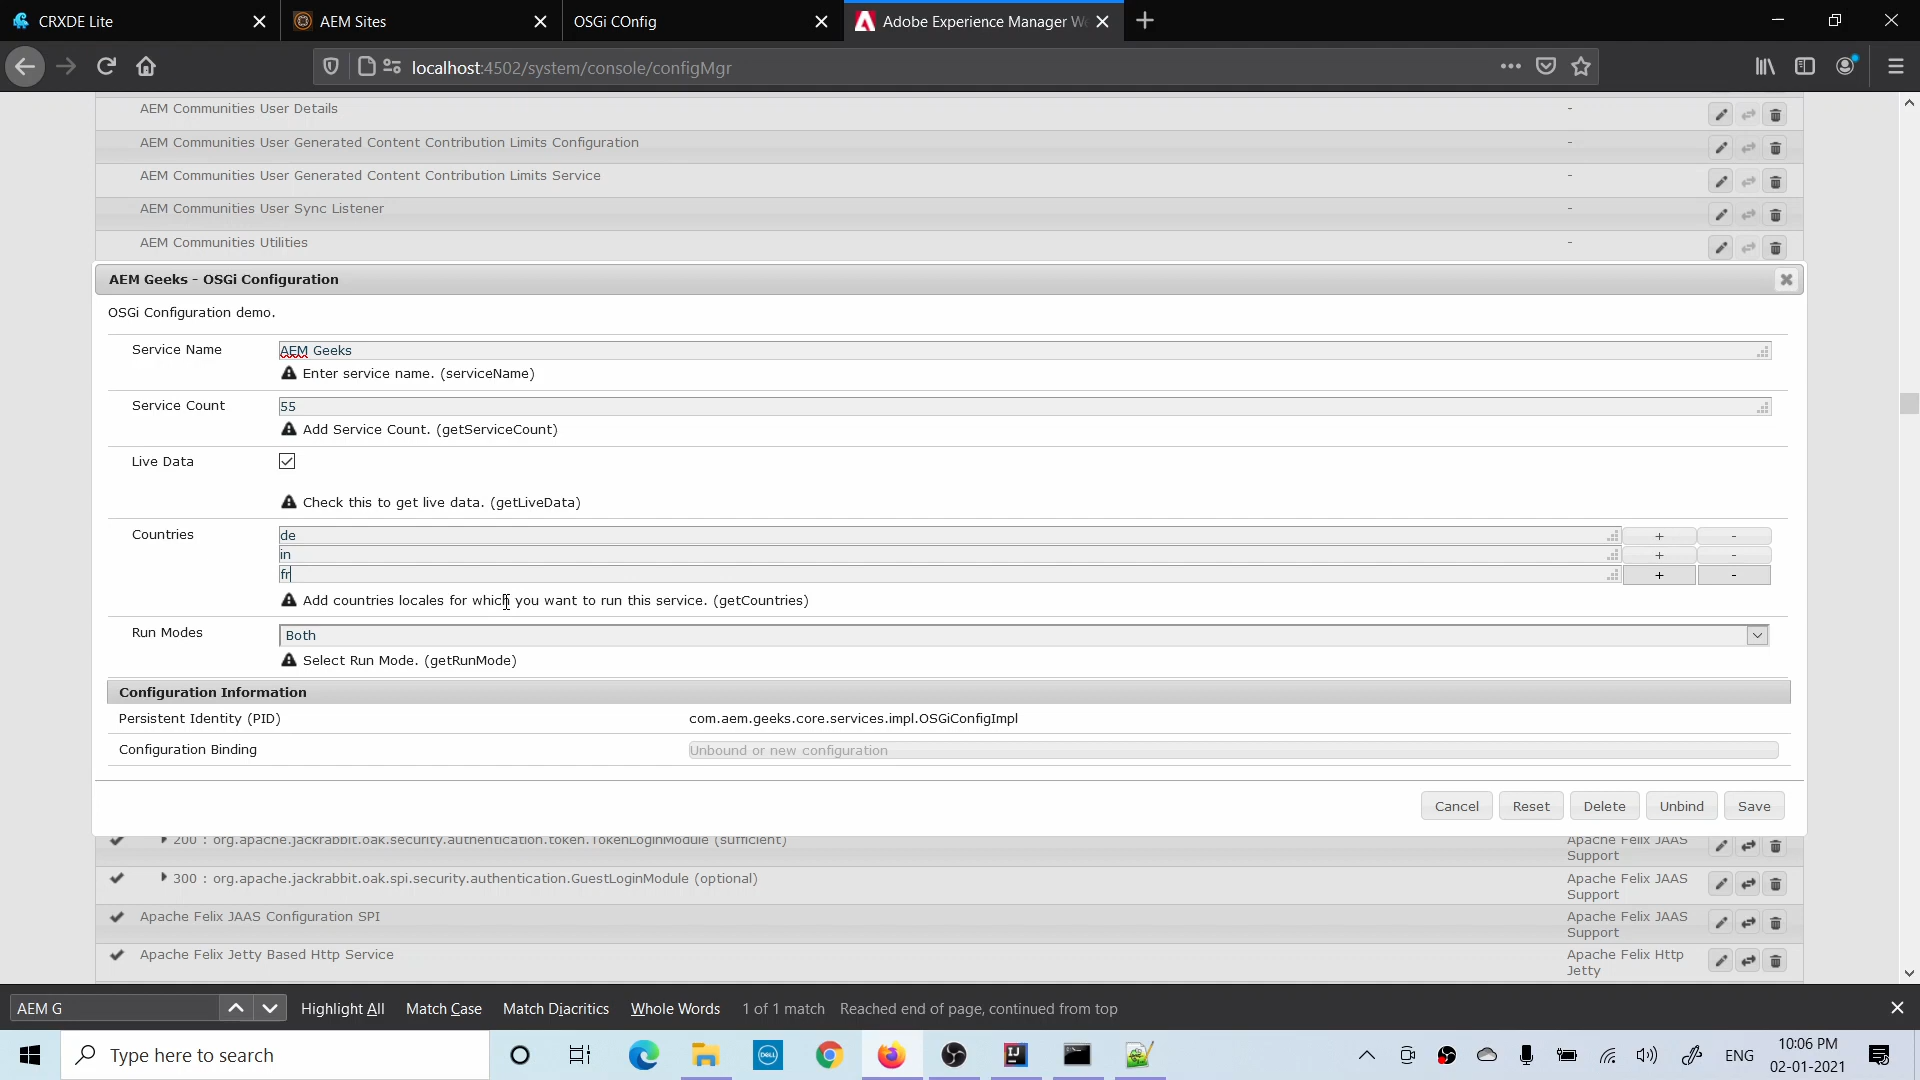 CRXDE Lite
AEM Sites
OSGi COnfig
Adobe Experience Manager W
localhost:4502/system/console/configMgr
AEM Communities User Details -
AEM Communities User Generated Content Contribution Limits Configuration -
AEM Communities User Generated Content Contribution Limits Service -
AEM Communities User Sync Listener -
AEM Communities Utilities -
AEM Geeks - OSGi Configuration
OSGi Configuration demo.
Service Name AEM Geeks
Enter service name. (serviceName)
Service Count 55
Add Service Count. (getServiceCount)
Live Data
Check this to get live data. (getLiveData)
Countries de + -
in + -
fr + -
Add countries locales for which you want to run this service. (getCountries)
Run Modes Both
Select Run Mode. (getRunMode)
Configuration Information
Persistent Identity (PID) com.aem.geeks.core.services.impl.OSGiConfigImpl
Configuration Binding Unbound or new configuration
Cancel Reset Delete Unbind Save
200 : org.apache.jackrabbit.oak.security.authentication.token.TokenLoginModule (sufficient) Apache Felix JAAS
Support
300 : org.apache.jackrabbit.oak.spi.security.authentication.GuestLoginModule (optional) Apache Felix JAAS
Support
Apache Felix JAAS Configuration SPI Apache Felix JAAS
Support
Apache Felix Jetty Based Http Service Apache Felix Http
Jetty
AEM G Highlight All Match Case Match Diacritics Whole Words 1 of 1 match Reached end of page, continued from top
Type here to search
DELL
IJ
ENG
10:06 PM
02-01-2021